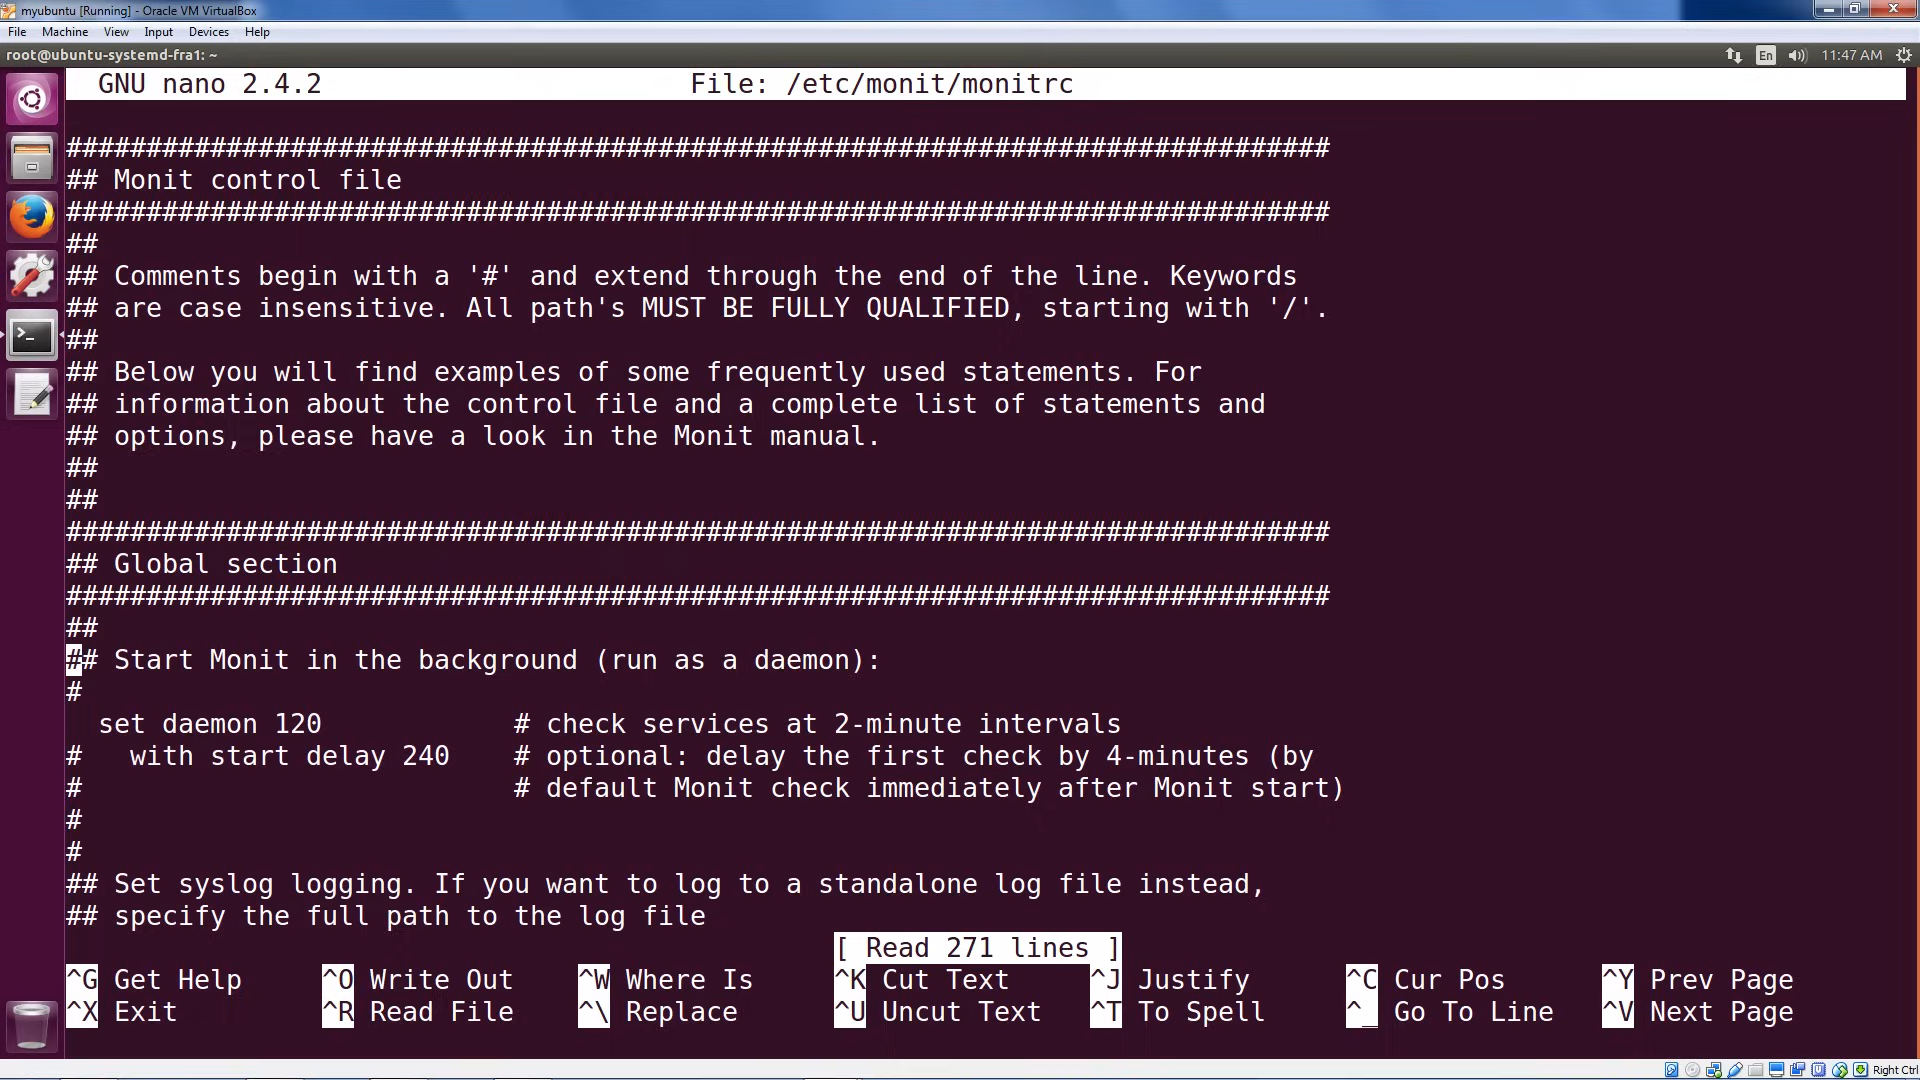 myubuntu [Running] - Oracle VM VirtualBox
File Machine View Input Devices Help
root@ubuntu-systemd-fra1: ~ En 11:47 AM
GNU nano 2.4.2 File: /etc/monit/monitrc
###############################################################################
## Monit control file
###############################################################################
##
## Comments begin with a '#' and extend through the end of the line. Keywords
## are case insensitive. All path's MUST BE FULLY QUALIFIED, starting with '/'.
##
## Below you will find examples of some frequently used statements. For
## information about the control file and a complete list of statements and
## options, please have a look in the Monit manual.
##
##
###############################################################################
## Global section
###############################################################################
##
## Start Monit in the background (run as a daemon):
#
  set daemon 120            # check services at 2-minute intervals
#   with start delay 240    # optional: delay the first check by 4-minutes (by
#                           # default Monit check immediately after Monit start)
#
#
## Set syslog logging. If you want to log to a standalone log file instead,
## specify the full path to the log file
[ Read 271 lines ]
^G Get Help ^O Write Out ^W Where Is ^K Cut Text ^J Justify ^C Cur Pos ^Y Prev Page
^X Exit ^R Read File ^\ Replace ^U Uncut Text ^T To Spell ^_ Go To Line ^V Next Page
Right Ctrl